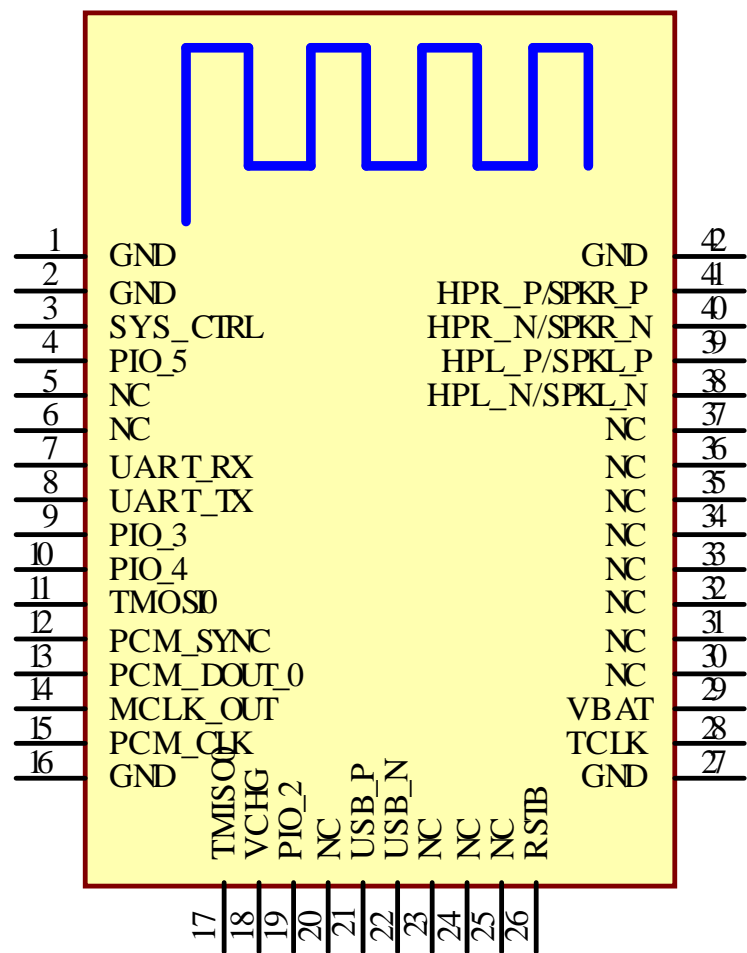 1 GND GND 42
2 GND HPR_P/SPKR_P 41
3 SYS_CTRL HPR_N/SPKR_N 40
4 PIO_5 HPL_P/SPKL_P 39
5 NC HPL_N/SPKL_N 38
6 NC NC 37
7 UART_RX NC 36
8 UART_TX NC 35
9 PIO_3 NC 34
10 PIO_4 NC 33
11 TMOSI0 NC 32
12 PCM_SYNC NC 31
13 PCM_DOUT_0 NC 30
14 MCLK_OUT VBAT 29
15 PCM_CLK TCLK 28
16 GND GND 27
TMISO0 17
VCHG 18
PIO_2 19
NC 20
USB_P 21
USB_N 22
NC 23
NC 24
NC 25
RSTB 26